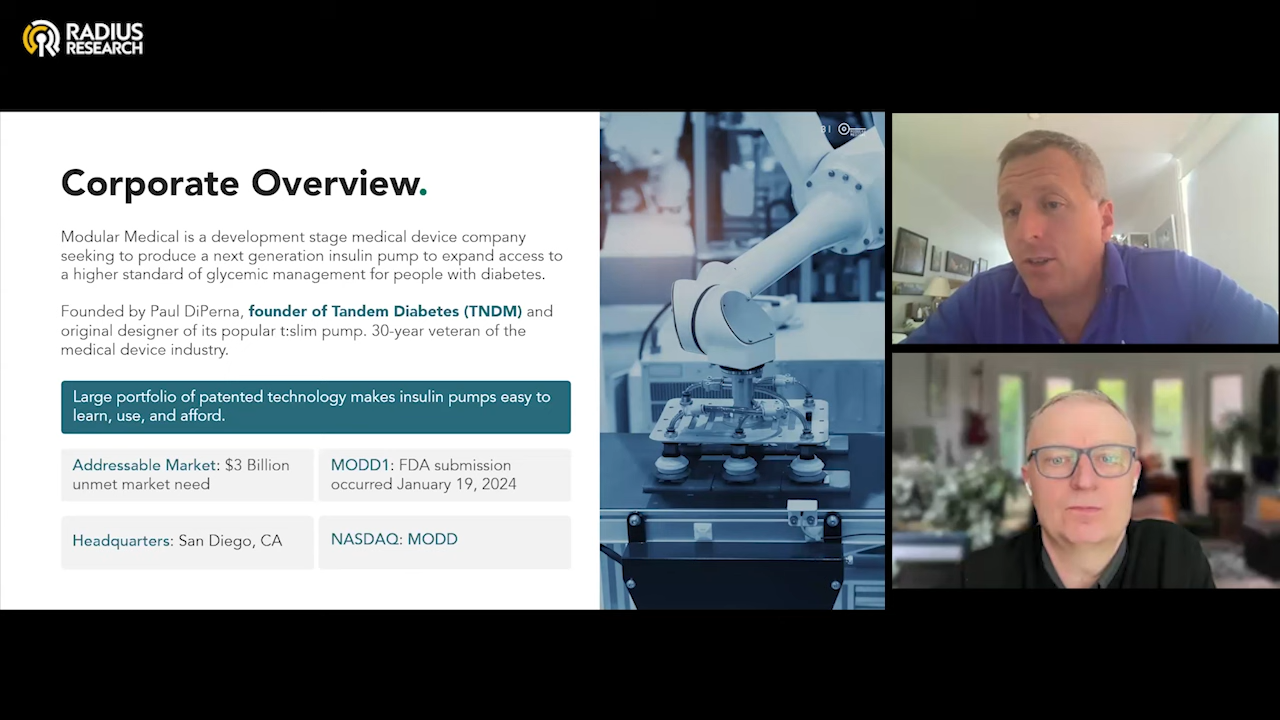 RADIUS
RESEARCH
Corporate Overview.
Modular Medical is a development stage medical device company
seeking to produce a next generation insulin pump to expand access to
a higher standard of glycemic management for people with diabetes.
Founded by Paul DiPerna, founder of Tandem Diabetes (TNDM) and
original designer of its popular t:slim pump. 30-year veteran of the
medical device industry.
Large portfolio of patented technology makes insulin pumps easy to
learn, use, and afford.
Addressable Market: $3 Billion
unmet market need
MODD1: FDA submission
occurred January 19, 2024
Headquarters: San Diego, CA
NASDAQ: MODD